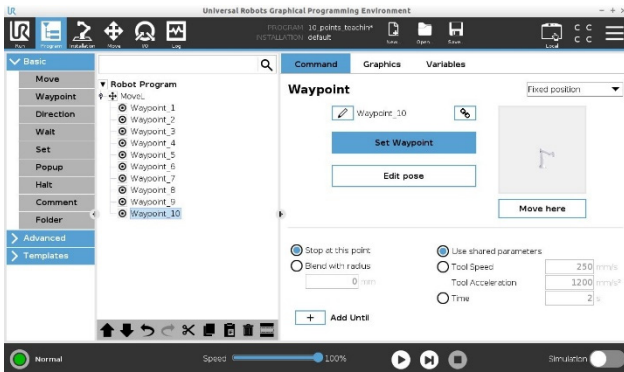 UR
Universal Robots Graphical Programming Environment
UR
Run
Program
Installation
Move
I/O
Log
PROGRAM 10_points_teachin*
INSTALLATION default
New
Open
Save
Local
C C
C C
Basic
Move
Waypoint
Direction
Wait
Set
Popup
Halt
Comment
Folder
Advanced
Templates
Robot Program
MoveL
Waypoint_1
Waypoint_2
Waypoint_3
Waypoint_4
Waypoint_5
Waypoint_6
Waypoint_7
Waypoint_8
Waypoint_9
Waypoint_10
Command Graphics Variables
Waypoint
Fixed position
Waypoint_10
Set Waypoint
Edit pose
Move here
Stop at this point
Blend with radius
0 mm
Use shared parameters
Tool Speed 250 mm/s
Tool Acceleration 1200 mm/s²
Time 2 s
+ Add Until
Normal
Speed 100%
Simulation